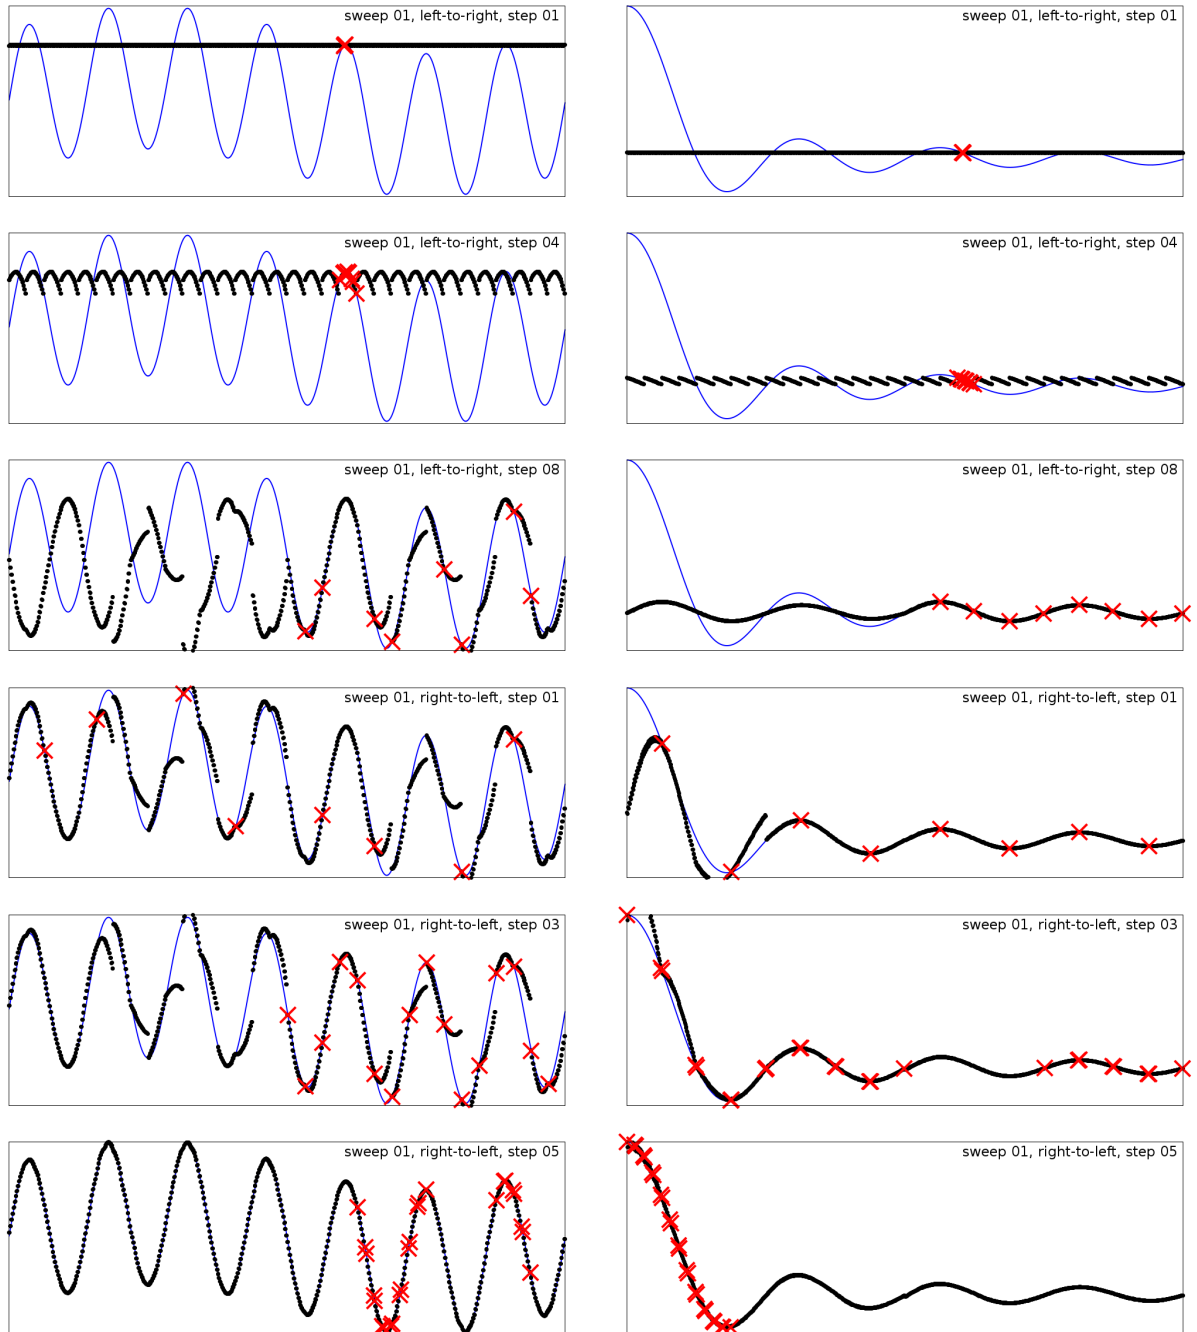 sweep 01, left-to-right, step 01
sweep 01, left-to-right, step 01
sweep 01, left-to-right, step 04
sweep 01, left-to-right, step 04
sweep 01, left-to-right, step 08
sweep 01, left-to-right, step 08
sweep 01, right-to-left, step 01
sweep 01, right-to-left, step 01
sweep 01, right-to-left, step 03
sweep 01, right-to-left, step 03
sweep 01, right-to-left, step 05
sweep 01, right-to-left, step 05